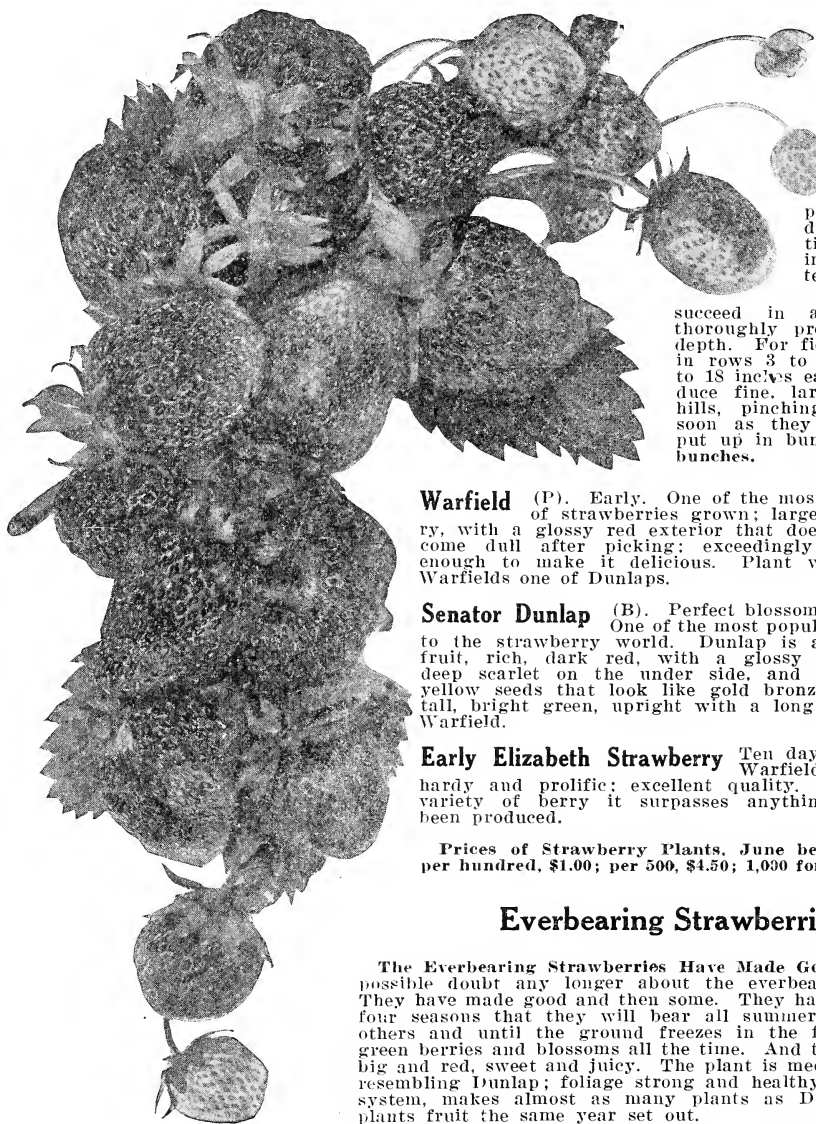 p
d
ti
in
te
succeed in a
thoroughly pre
depth. For fie
in rows 3 to
to 18 inches ea
duce fine, lar
hills, pinching
soon as they
put up in bun
bunches.
Warfield (P). Early. One of the mos
of strawberries grown; large
ry, with a glossy red exterior that doe
come dull after picking; exceedingly
enough to make it delicious. Plant w
Warfields one of Dunlaps.
Senator Dunlap (B). Perfect blossom
One of the most popul
to the strawberry world. Dunlap is a
fruit, rich, dark red, with a glossy
deep scarlet on the under side, and
yellow seeds that look like gold bronz
tall, bright green, upright with a long
Warfield.
Early Elizabeth Strawberry Ten day
Warfield
hardy and prolific; excellent quality.
variety of berry it surpasses anythin
been produced.
Prices of Strawberry Plants, June be
per hundred, $1.00; per 500, $4.50; 1,000 for
Everbearing Strawberri
The Everbearing Strawberries Have Made Go
possible doubt any longer about the everbea
They have made good and then some. They ha
four seasons that they will bear all summer
others and until the ground freezes in the f
green berries and blossoms all the time. And t
big and red, sweet and juicy. The plant is med
resembling Dunlap; foliage strong and healthy
system, makes almost as many plants as D
plants fruit the same year set out.